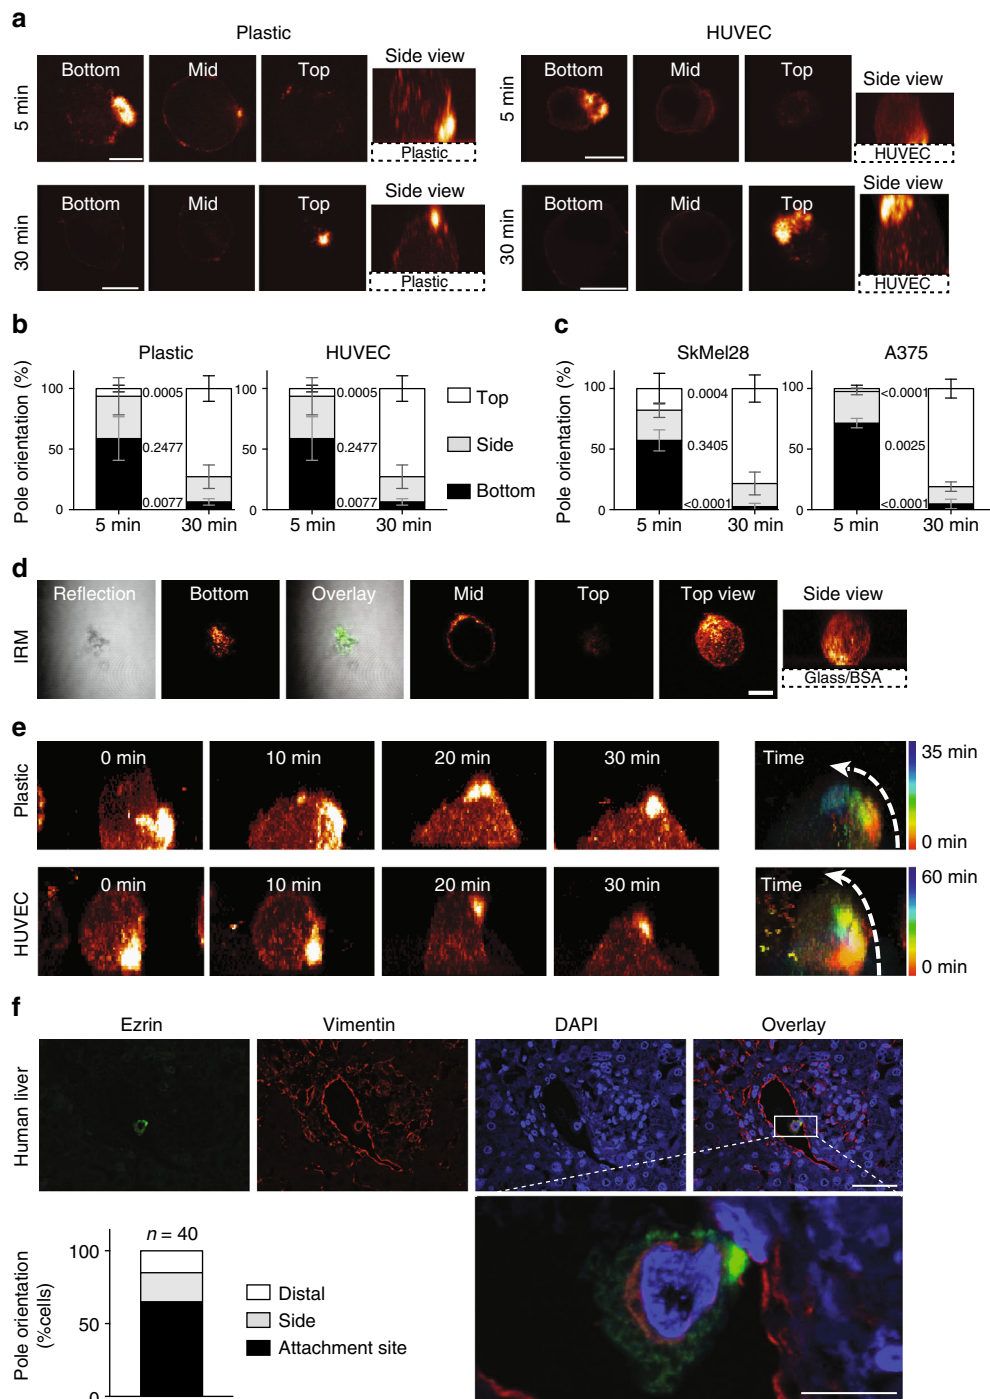 a
Plastic
HUVEC
5 min
Bottom
Mid
Top
Side view
Plastic
5 min
Bottom
Mid
Top
Side view
HUVEC
30 min
Bottom
Mid
Top
Side view
Plastic
30 min
Bottom
Mid
Top
Side view
HUVEC
b
Plastic
HUVEC
Pole orientation (%)
100
50
0
0.0005
0.2477
0.0077
5 min
30 min
100
50
0
0.0005
0.2477
0.0077
5 min
30 min
Top
Side
Bottom
c
SkMel28
A375
Pole orientation (%)
100
50
0
0.0004
0.3405
<0.0001
5 min
30 min
100
50
0
<0.0001
0.0025
<0.0001
5 min
30 min
d
IRM
Reflection
Bottom
Overlay
Mid
Top
Top view
Side view
Glass/BSA
e
Plastic
0 min
10 min
20 min
30 min
Time
35 min
0 min
HUVEC
0 min
10 min
20 min
30 min
Time
60 min
0 min
f
Ezrin
Vimentin
DAPI
Overlay
Human liver
Pole orientation
(%cells)
n = 40
100
50
0
Distal
Side
Attachment site